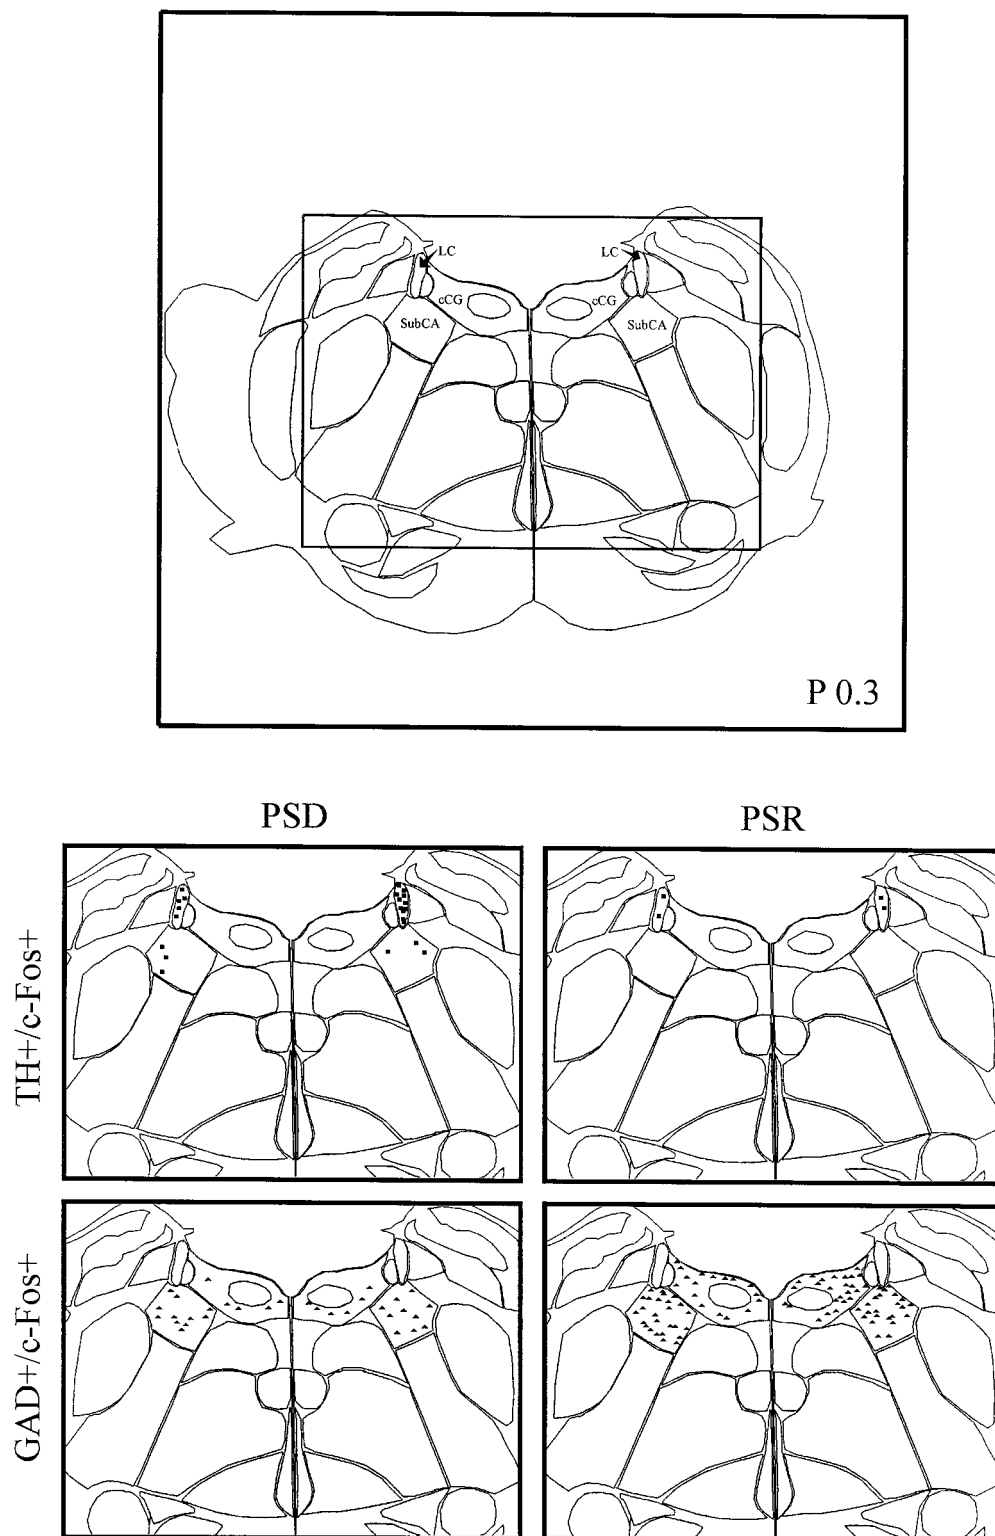 LC LC
cCG cCG
SubCA SubCA
P 0.3
PSD PSR
TH+/c-Fos+
GAD+/c-Fos+